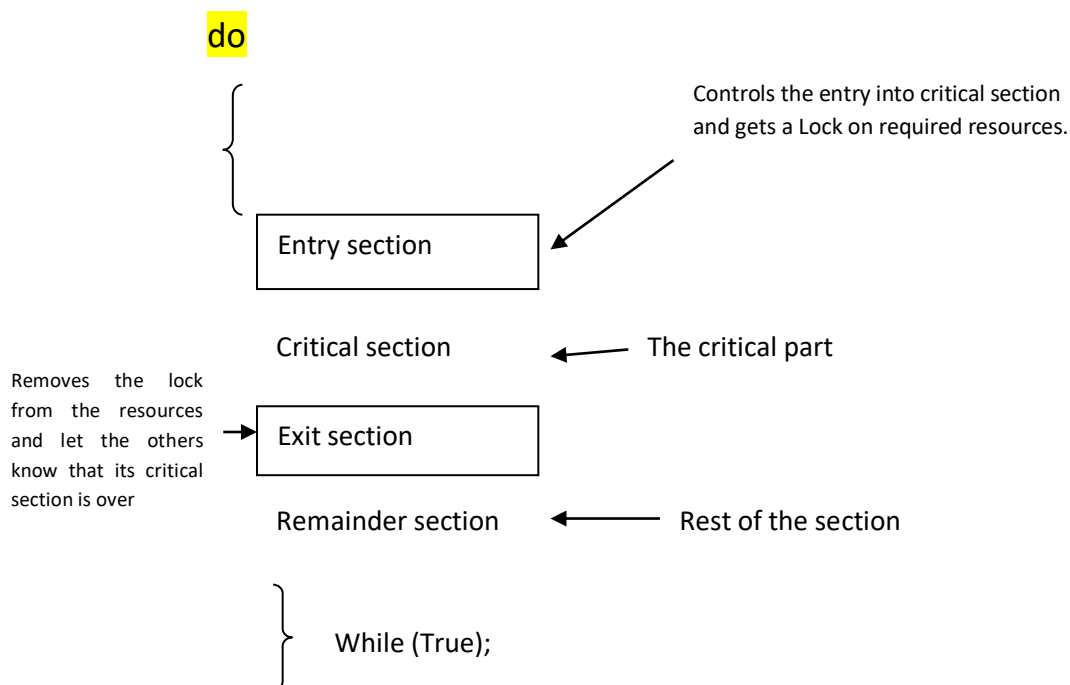 do
Controls the entry into critical section
and gets a Lock on required resources.
Entry section
Critical section
The critical part
Removes the lock
from the resources
and let the others
know that its critical
section is over
Exit section
Remainder section
Rest of the section
While (True);